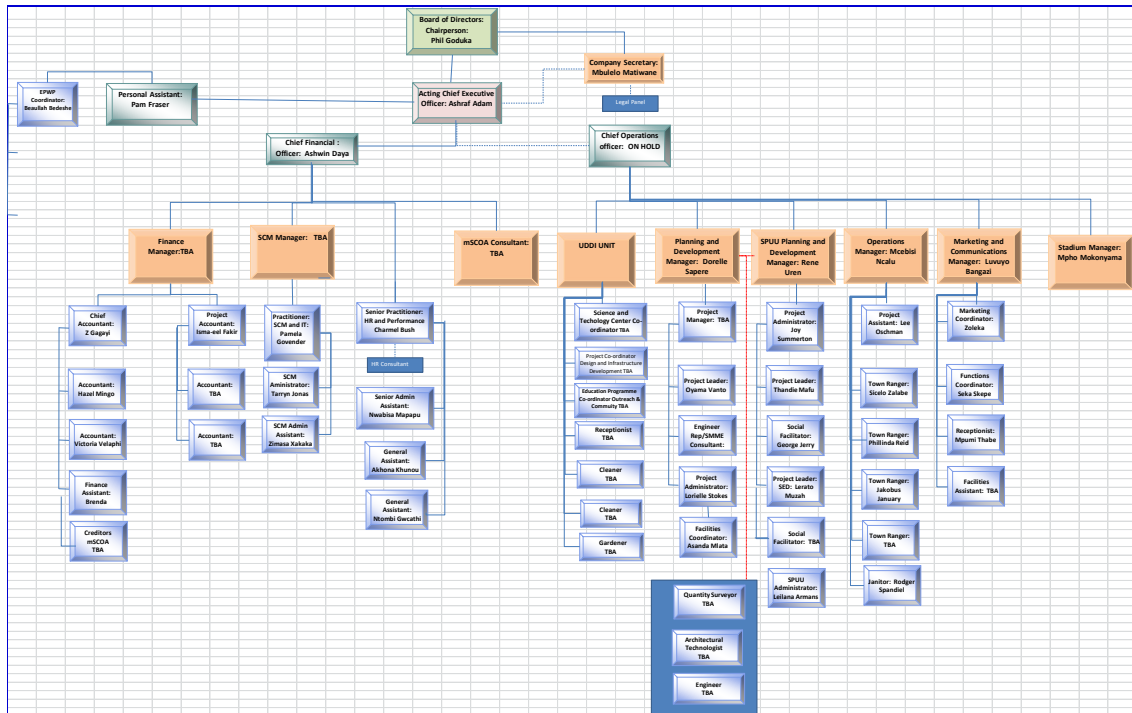 Board of Directors:
Chairperson:
Phil Goduka
Company Secretary:
Mbulelo Matiwane
EPWP
Coordinator:
Beaullah Bedeshe
Personal Assistant:
Pam Fraser
Acting Chief Executive
Officer: Ashraf Adam
Legal Panel
Chief Financial :
Officer: Ashwin Daya
Chief Operations
officer: ON HOLD
Finance
Manager:TBA
SCM Manager: TBA
mSCOA Consultant:
TBA
UDDI UNIT
Planning and
Development
Manager: Dorelle
Sapere
SPUU Planning and
Development
Manager: Rene
Uren
Operations
Manager: Mcebisi
Ncalu
Marketing and
Communications
Manager: Luvuyo
Bangazi
Stadium Manager:
Mpho Mokonyama
Chief
Accountant:
Z Gagayi
Accountant:
Hazel Mingo
Accountant:
Victoria Velaphi
Finance
Assistant:
Brenda
Creditors
mSCOA
TBA
Project
Accountant:
Isma-eel Fakir
Accountant:
TBA
Accountant:
TBA
Practitioner:
SCM and IT:
Pamela
Govender
SCM
Aministrator:
Tarryn Jonas
SCM Admin
Assistant:
Zimasa Xakaka
Senior Practitioner:
HR and Performance
Charmel Bush
HR Consultant
Senior Admin
Assistant:
Nwabisa Mapapu
General
Assistant:
Akhona Khunou
General
Assistant:
Ntombi Gwcathi
Science and
Techology Center Co-
ordinator TBA
Project Co-ordinator
Design and Infrastructure
Development TBA
Education Programme
Co-ordinator Outreach &
Commuity TBA
Receptionist
TBA
Cleaner
TBA
Cleaner
TBA
Gardener
TBA
Project
Manager: TBA
Project Leader:
Oyama Vanto
Engineer
Rep/SMME
Consultant:
Project
Administrator:
Lorielle Stokes
Facilities
Coordinator:
Asanda Mlata
Quantity Surveyor
TBA
Architectural
Technologist
TBA
Engineer
TBA
Project
Administrator:
Joy
Summerton
Project Leader:
Thandie Mafu
Social
Facilitator:
George Jerry
Project Leader:
SED: Lerato
Muzah
Social
Facilitator: TBA
SPUU
Administrator:
Leilana Armans
Project
Assistant: Lee
Oschman
Town Ranger:
Sicelo Zalabe
Town Ranger:
Philinda Reid
Town Ranger:
Jakobus
January
Town Ranger:
TBA
Janitor: Rodger
Spandiel
Marketing
Coordinator:
Zoleka
Functions
Coordinator:
Seka Skepe
Receptionist:
Mpumi Thabe
Facilities
Assistant: TBA